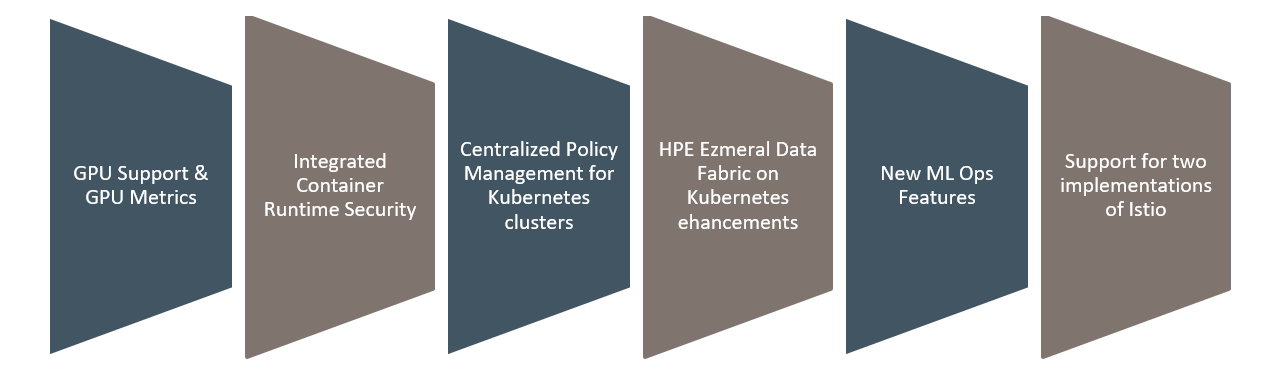 GPU Support &
GPU Metrics
Integrated
Container
Runtime Security
Centralized Policy
Management for
Kubernetes
clusters
HPE Ezmeral Data
Fabric on
Kubernetes
ehancements
New ML Ops
Features
Support for two
implementations
of Istio